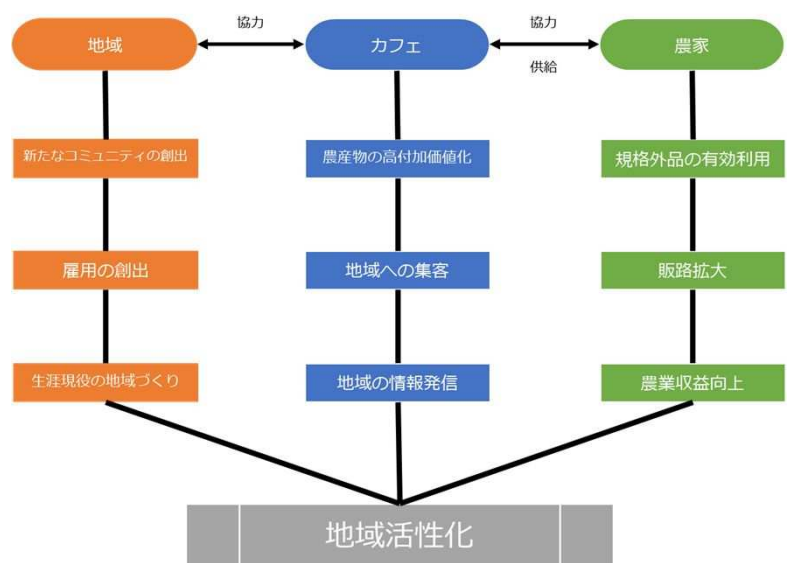 協力
協力
地域
カフェ
農家
供給
新たなコミュニティの創出
農産物の高付加価値化
規格外品の有効利用
雇用の創出
地域への集客
販路拡大
生涯現役の地域づくり
地域の情報発信
農業収益向上
地域活性化